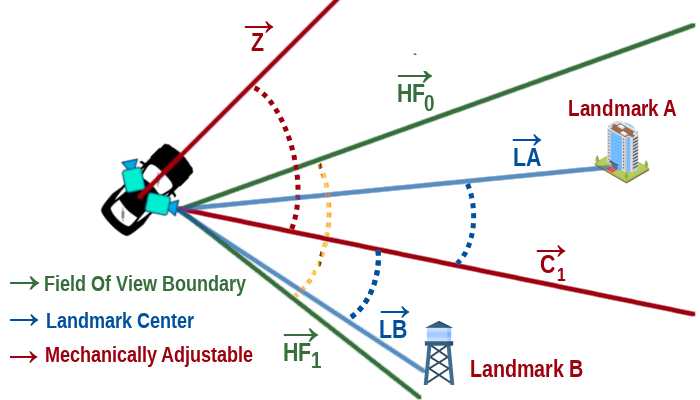 Z
HF0
Landmark A
LA
C1
Field Of View Boundary
Landmark Center
LB
HF1
Mechanically Adjustable
Landmark B